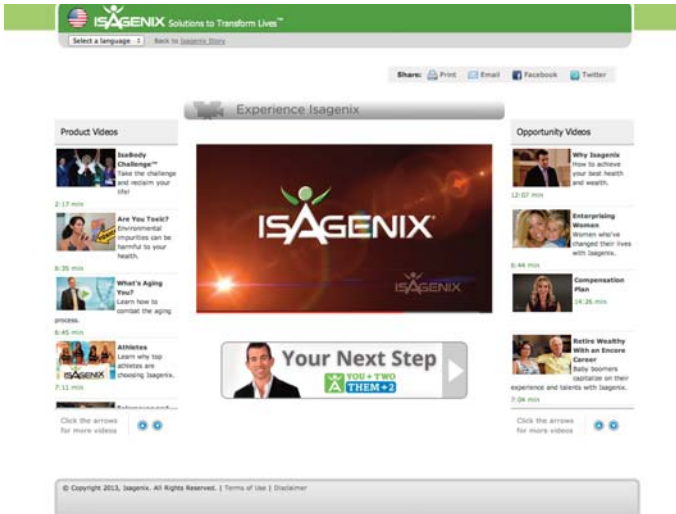 ISAGENIX Solutions to Transform Lives™
Select a language
Back to Isagenix Story
Share: Print Email Facebook Twitter
Experience Isagenix
Product Videos
IsaBody
Challenge™
Take the challenge
and reclaim your
life!
2:17 min
Are You Toxic?
Environmental
impurities can be
harmful to your
health.
6:35 min
What's Aging
You?
Learn how to
combat the aging
process.
6:45 min
Athletes
Learn why top
athletes are
choosing Isagenix.
ISAGENIX
7:11 min
Click the arrows
for more videos
ISAGENIX
ISAGENIX
Your Next Step
YOU + TWO
THEM + 2
Opportunity Videos
Why Isagenix
How to achieve
your best health
and wealth.
12:07 min
Enterprising
Women
Women who've
changed their lives
with Isagenix.
6:44 min
Compensation
Plan
14:26 min
Retire Wealthy
With an Encore
Career
Baby boomers
capitalize on their
experience and talents with Isagenix.
7:04 min
Click the arrows
for more videos
© Copyright 2013, Isagenix. All Rights Reserved. | Terms of Use | Disclaimer